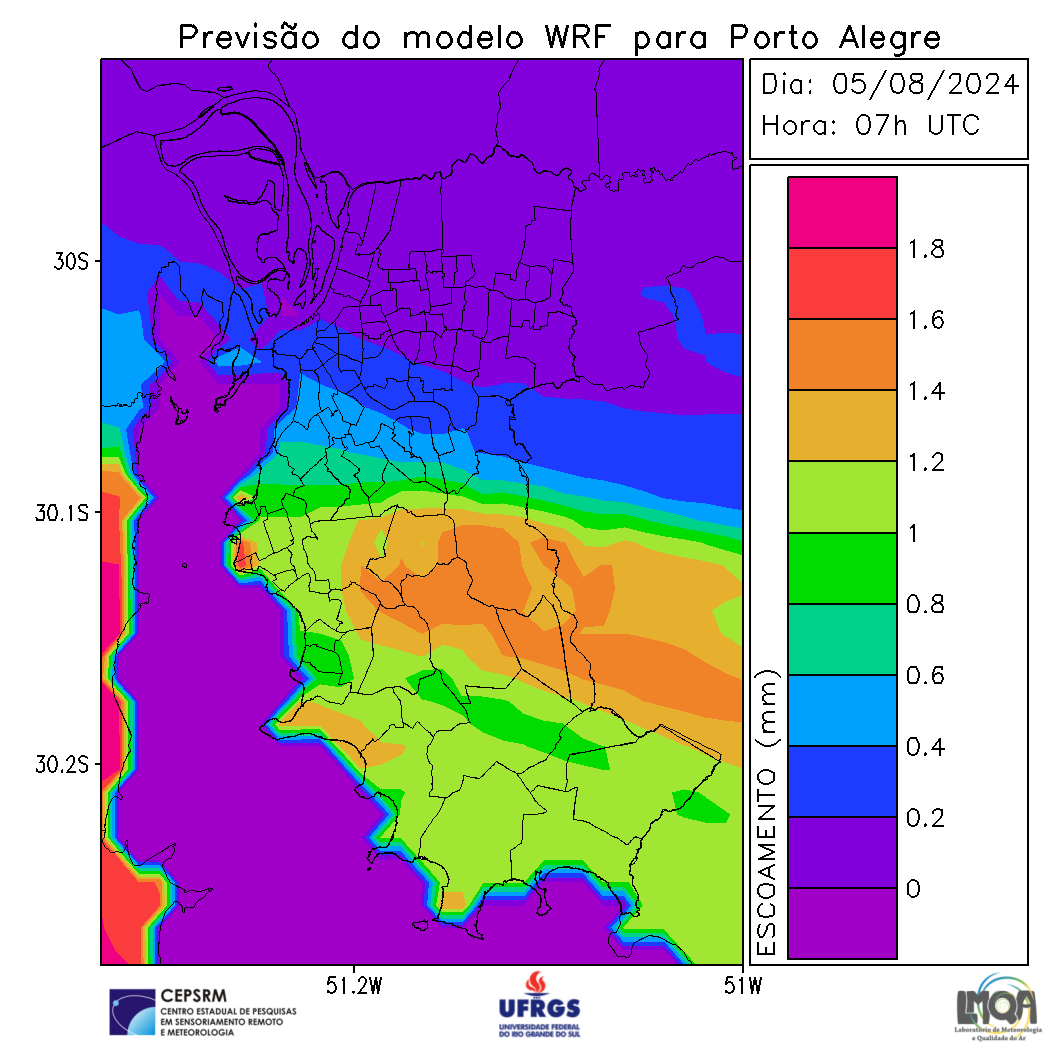 Previsão do modelo WRF para Porto Alegre
Dia: 05/08/2024
Hora: 07h UTC
30S
30.1S
30.2S
51.2W
51W
ESCOAMENTO (mm)
1.8
1.6
1.4
1.2
1
0.8
0.6
0.4
0.2
0
CEPSRM
CENTRO ESTADUAL DE PESQUISAS
EM SENSORIAMENTO REMOTO
E METEOROLOGIA
UFRGS
UNIVERSIDADE FEDERAL
DO RIO GRANDE DO SUL
LMQA
Laboratório de Meteorologia
e Qualidade do Ar